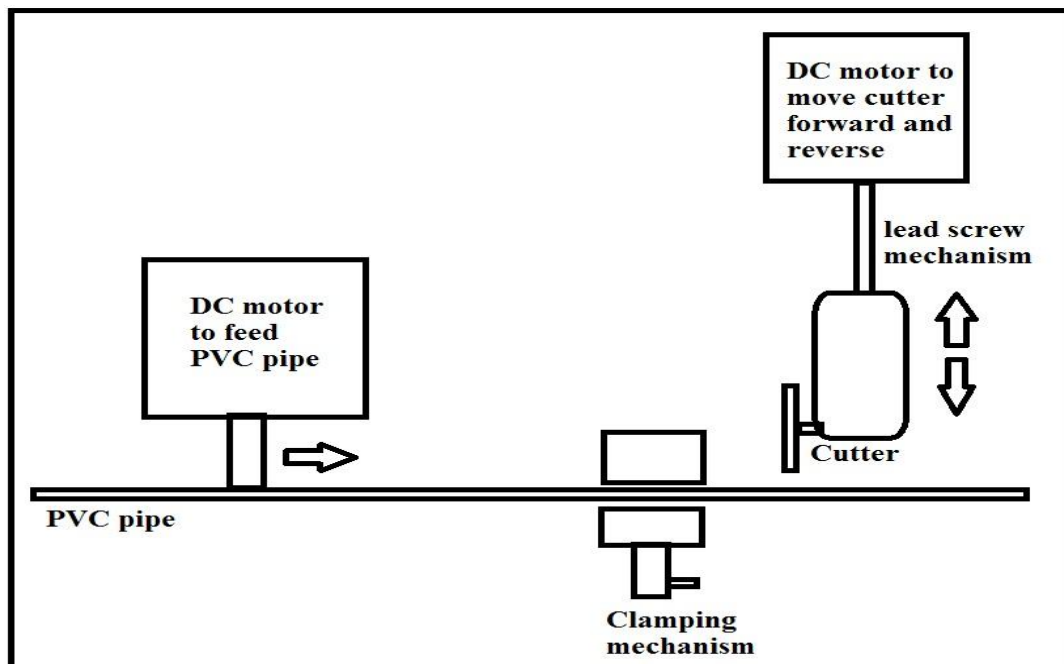 DC motor to
move cutter
forward and
reverse
lead screw
mechanism
DC motor
to feed
PVC pipe
Cutter
PVC pipe
Clamping
mechanism